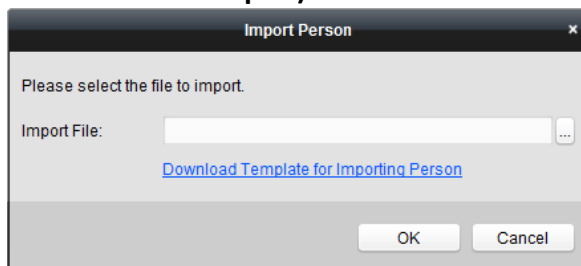 Import Person ×
Please select the file to import.
Import File: ...
Download Template for Importing Person
OK Cancel